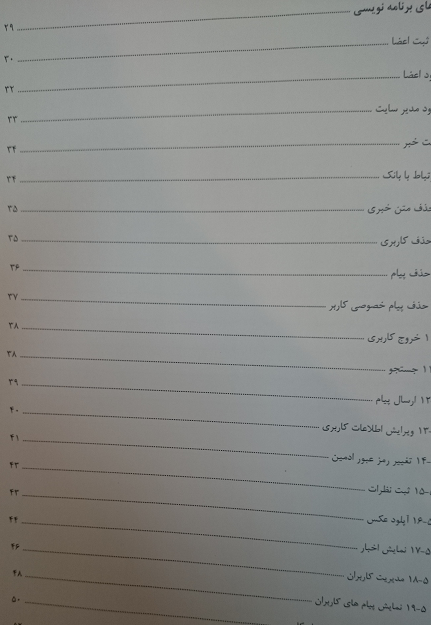 های برنامه نویسی ........ ۲۹
ثبت اعضا ........ ۳۰
ود اعضا ........ ۳۲
ود مدیر سایت ........ ۳۳
ت خبر ........ ۳۴
تباط با بانک ........ ۳۴
حذف متن خبری ........ ۳۵
حذف کاربری ........ ۳۵
حذف پیام ........ ۳۶
حذف پیام خصوصی کاربر ........ ۳۷
۱ خروج کاربری ........ ۳۸
۱۱ جستجو ........ ۳۸
۱۲ ارسال پیام ........ ۳۹
-۱۳ ویرایش اطلاعات کاربری ........ ۴۰
-۱۴ تغییر رمز عبور ادمین ........ ۴۱
-۱۵ ثبت نظرات ........ ۴۳
۵-۱۶ آپلود عکس ........ ۴۳
۵-۱۷ نمایش اخبار ........ ۴۴
۵-۱۸ مدیریت کاربران ........ ۴۶
۵-۱۹ نمایش پیام های کاربران ........ ۴۸
۵۰